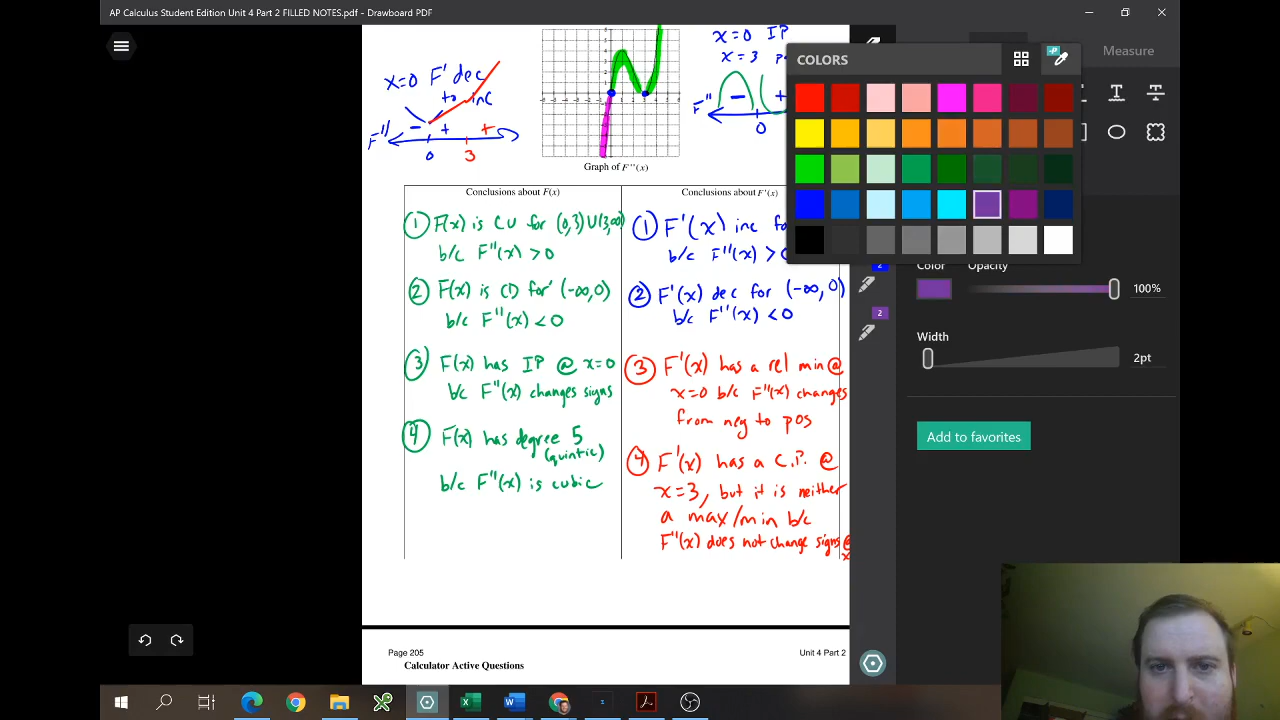 AP Calculus Student Edition Unit 4 Part 2 FILLED NOTES.pdf - Drawboard PDF
x=0 F' dec
to inc
F''
- + +
0 3
Graph of F''(x)
x=0 IP
x=3
F'' - +
0
COLORS
Measure
Color
Opacity
100%
Width
2pt
Add to favorites
2
2
Conclusions about F(x)
① F(x) is CU for (0,3)U(3,∞)
b/c F''(x) > 0
② F(x) is CD for (-∞,0)
b/c F''(x) < 0
③ F(x) has IP @ x=0
b/c F''(x) changes signs
④ F(x) has degree 5
(quintic)
b/c F''(x) is cubic
Conclusions about F'(x)
① F'(x) inc
b/c F''(x) > 0
② F'(x) dec for (-∞,0)
b/c F''(x) < 0
③ F'(x) has a rel min @
x=0 b/c F''(x) changes
from neg to pos
④ F'(x) has a C.P. @
x=3, but it is neither
a max/min b/c
F''(x) does not change signs @
x
Page 205
Unit 4 Part 2
Calculator Active Questions